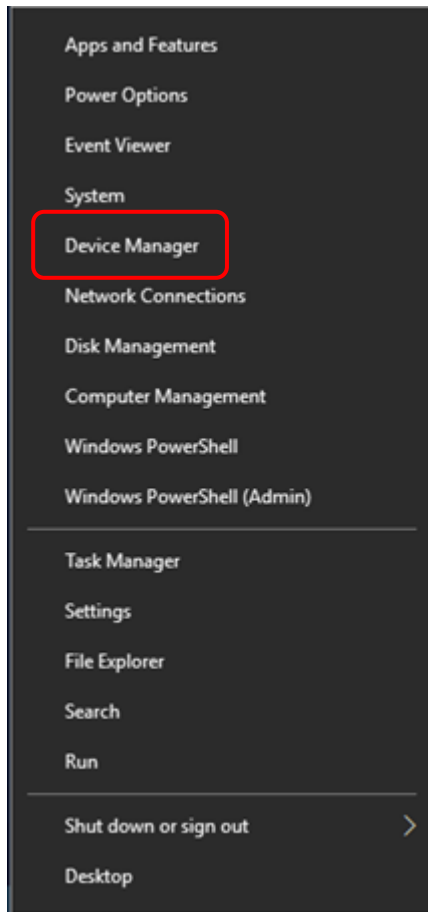 Apps and Features
Power Options
Event Viewer
System
Device Manager
Network Connections
Disk Management
Computer Management
Windows PowerShell
Windows PowerShell (Admin)
Task Manager
Settings
File Explorer
Search
Run
Shut down or sign out
Desktop